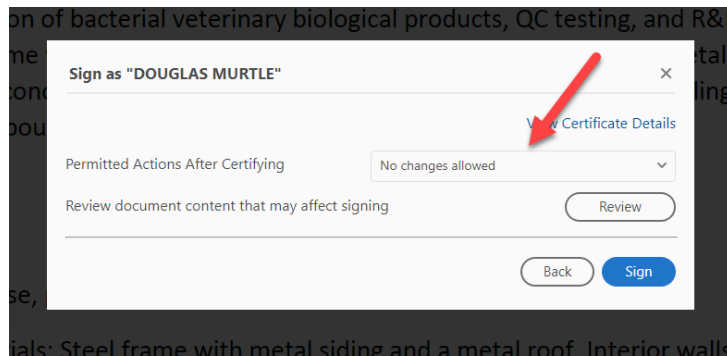 on of bacterial veterinary biological products, QC testing, and R&
me
Sign as "DOUGLAS MURTLE"
View Certificate Details
Permitted Actions After Certifying
No changes allowed
Review document content that may affect signing
Review
Back
Sign
se,
ials: Steel frame with metal siding and a metal roof. Interior walls